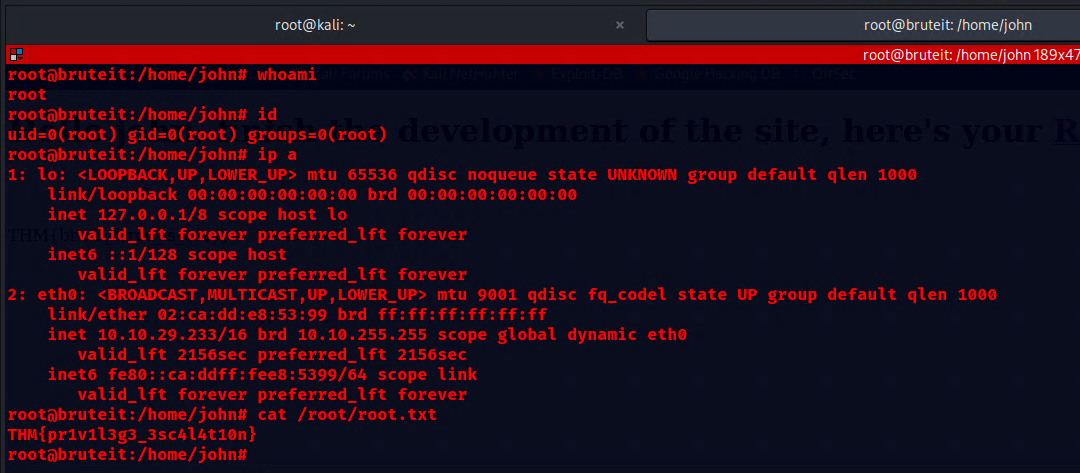 root@kali: ~
×
root@bruteit: /home/john
root@bruteit: /home/john 189x47
root@bruteit:/home/john# whoami
root
root@bruteit:/home/john# id
uid=0(root) gid=0(root) groups=0(root)
the development of the site, here's your R
root@bruteit:/home/john# ip a
1: lo: <LOOPBACK,UP,LOWER_UP> mtu 65536 qdisc noqueue state UNKNOWN group default qlen 1000
link/loopback 00:00:00:00:00:00 brd 00:00:00:00:00:00
inet 127.0.0.1/8 scope host lo
valid_lft forever preferred_lft forever
inet6 ::1/128 scope host
valid_lft forever preferred_lft forever
2: eth0: <BROADCAST,MULTICAST,UP,LOWER_UP> mtu 9001 qdisc fq_codel state UP group default qlen 1000
link/ether 02:ca:dd:e8:53:99 brd ff:ff:ff:ff:ff:ff
inet 10.10.29.233/16 brd 10.10.255.255 scope global dynamic eth0
valid_lft 2156sec preferred_lft 2156sec
inet6 fe80::ca:ddff:fee8:5399/64 scope link
valid_lft forever preferred_lft forever
root@bruteit:/home/john# cat /root/root.txt
THM{pr1v1l3g3_3sc4l4t10n}
root@bruteit:/home/john#